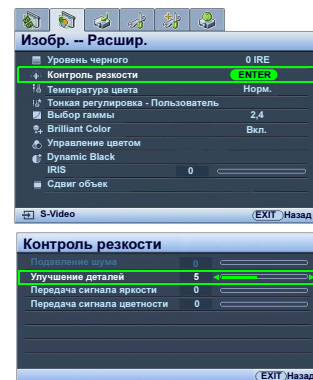 Изобр. -- Расшир.
Уровень черного 0 IRE
Контроль резкости ENTER
Температура цвета Норм.
Тонкая регулировка - Пользователь
Выбор гаммы 2,4
Brilliant Color Вкл.
Управление цветом
Dynamic Black
IRIS 0
Сдвиг объек
S-Video EXIT Назад
Контроль резкости
Подавление шума 0
Улучшение деталей 5
Передача сигнала яркости 0
Передача сигнала цветности 0
EXIT Назад